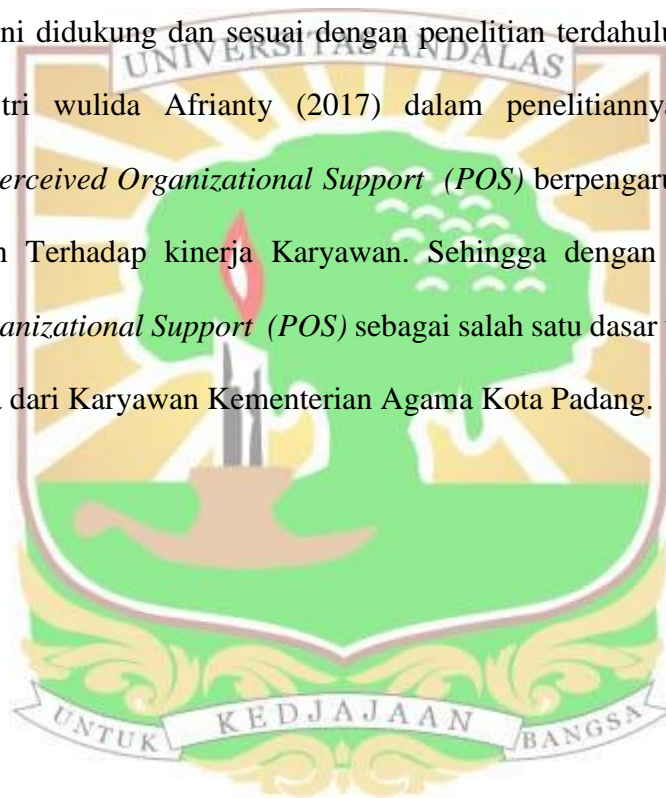 ni didukung dan sesuai dengan penelitian terdahulu
UNIVERSITAS ANDALAS
tri wulida Afrianty (2017) dalam penelitiannya
erceived Organizational Support (POS) berpengaru
Terhadap kinerja Karyawan. Sehingga dengan
anizational Support (POS) sebagai salah satu dasar
dari Karyawan Kementerian Agama Kota Padang.
UNTUK KEDJAJAAN BANGSA